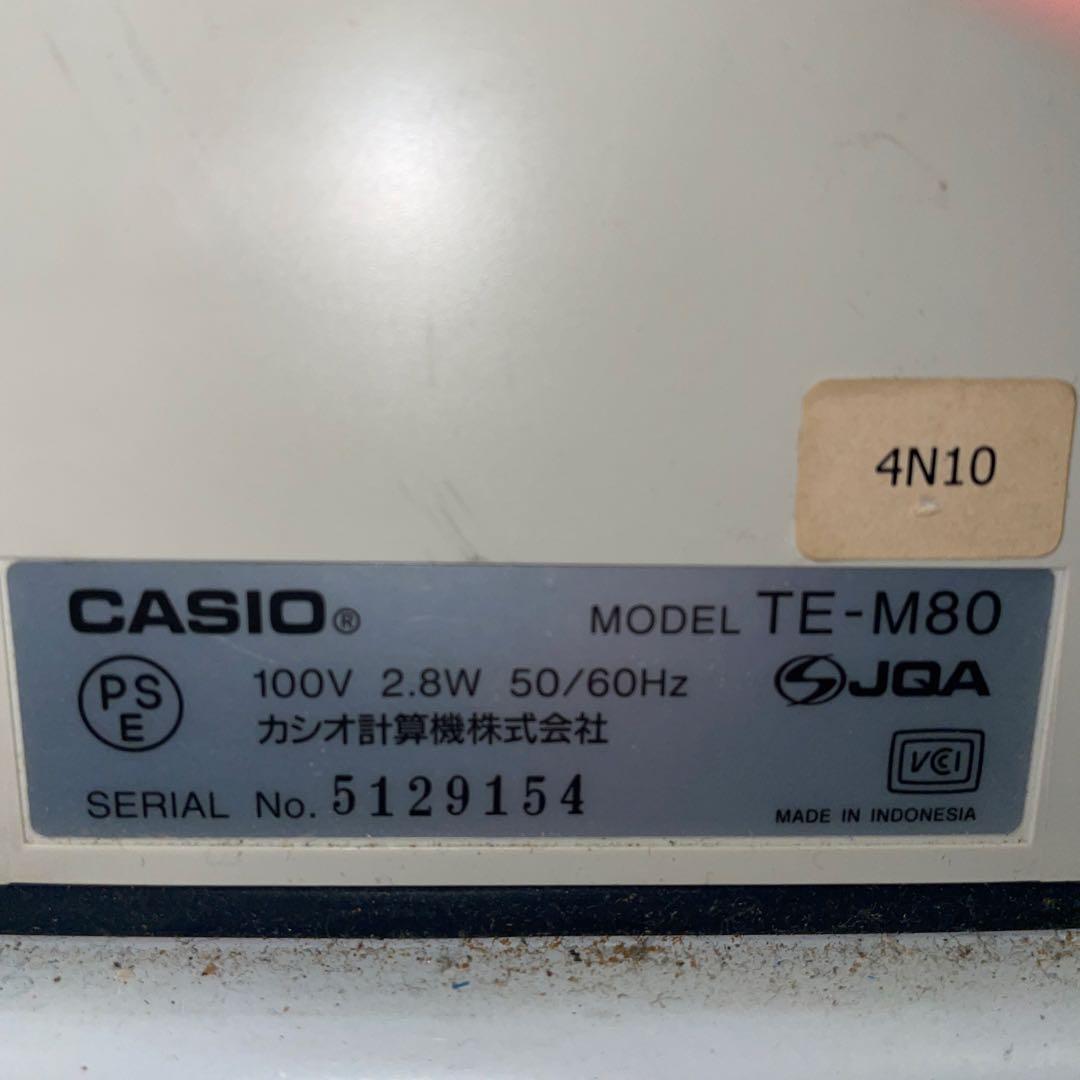 4N10
CASIO® MODEL TE-M80
PSE 100V 2.8W 50/60Hz JQA
カシオ計算機株式会社
VCCI
SERIAL No. 5129154 MADE IN INDONESIA